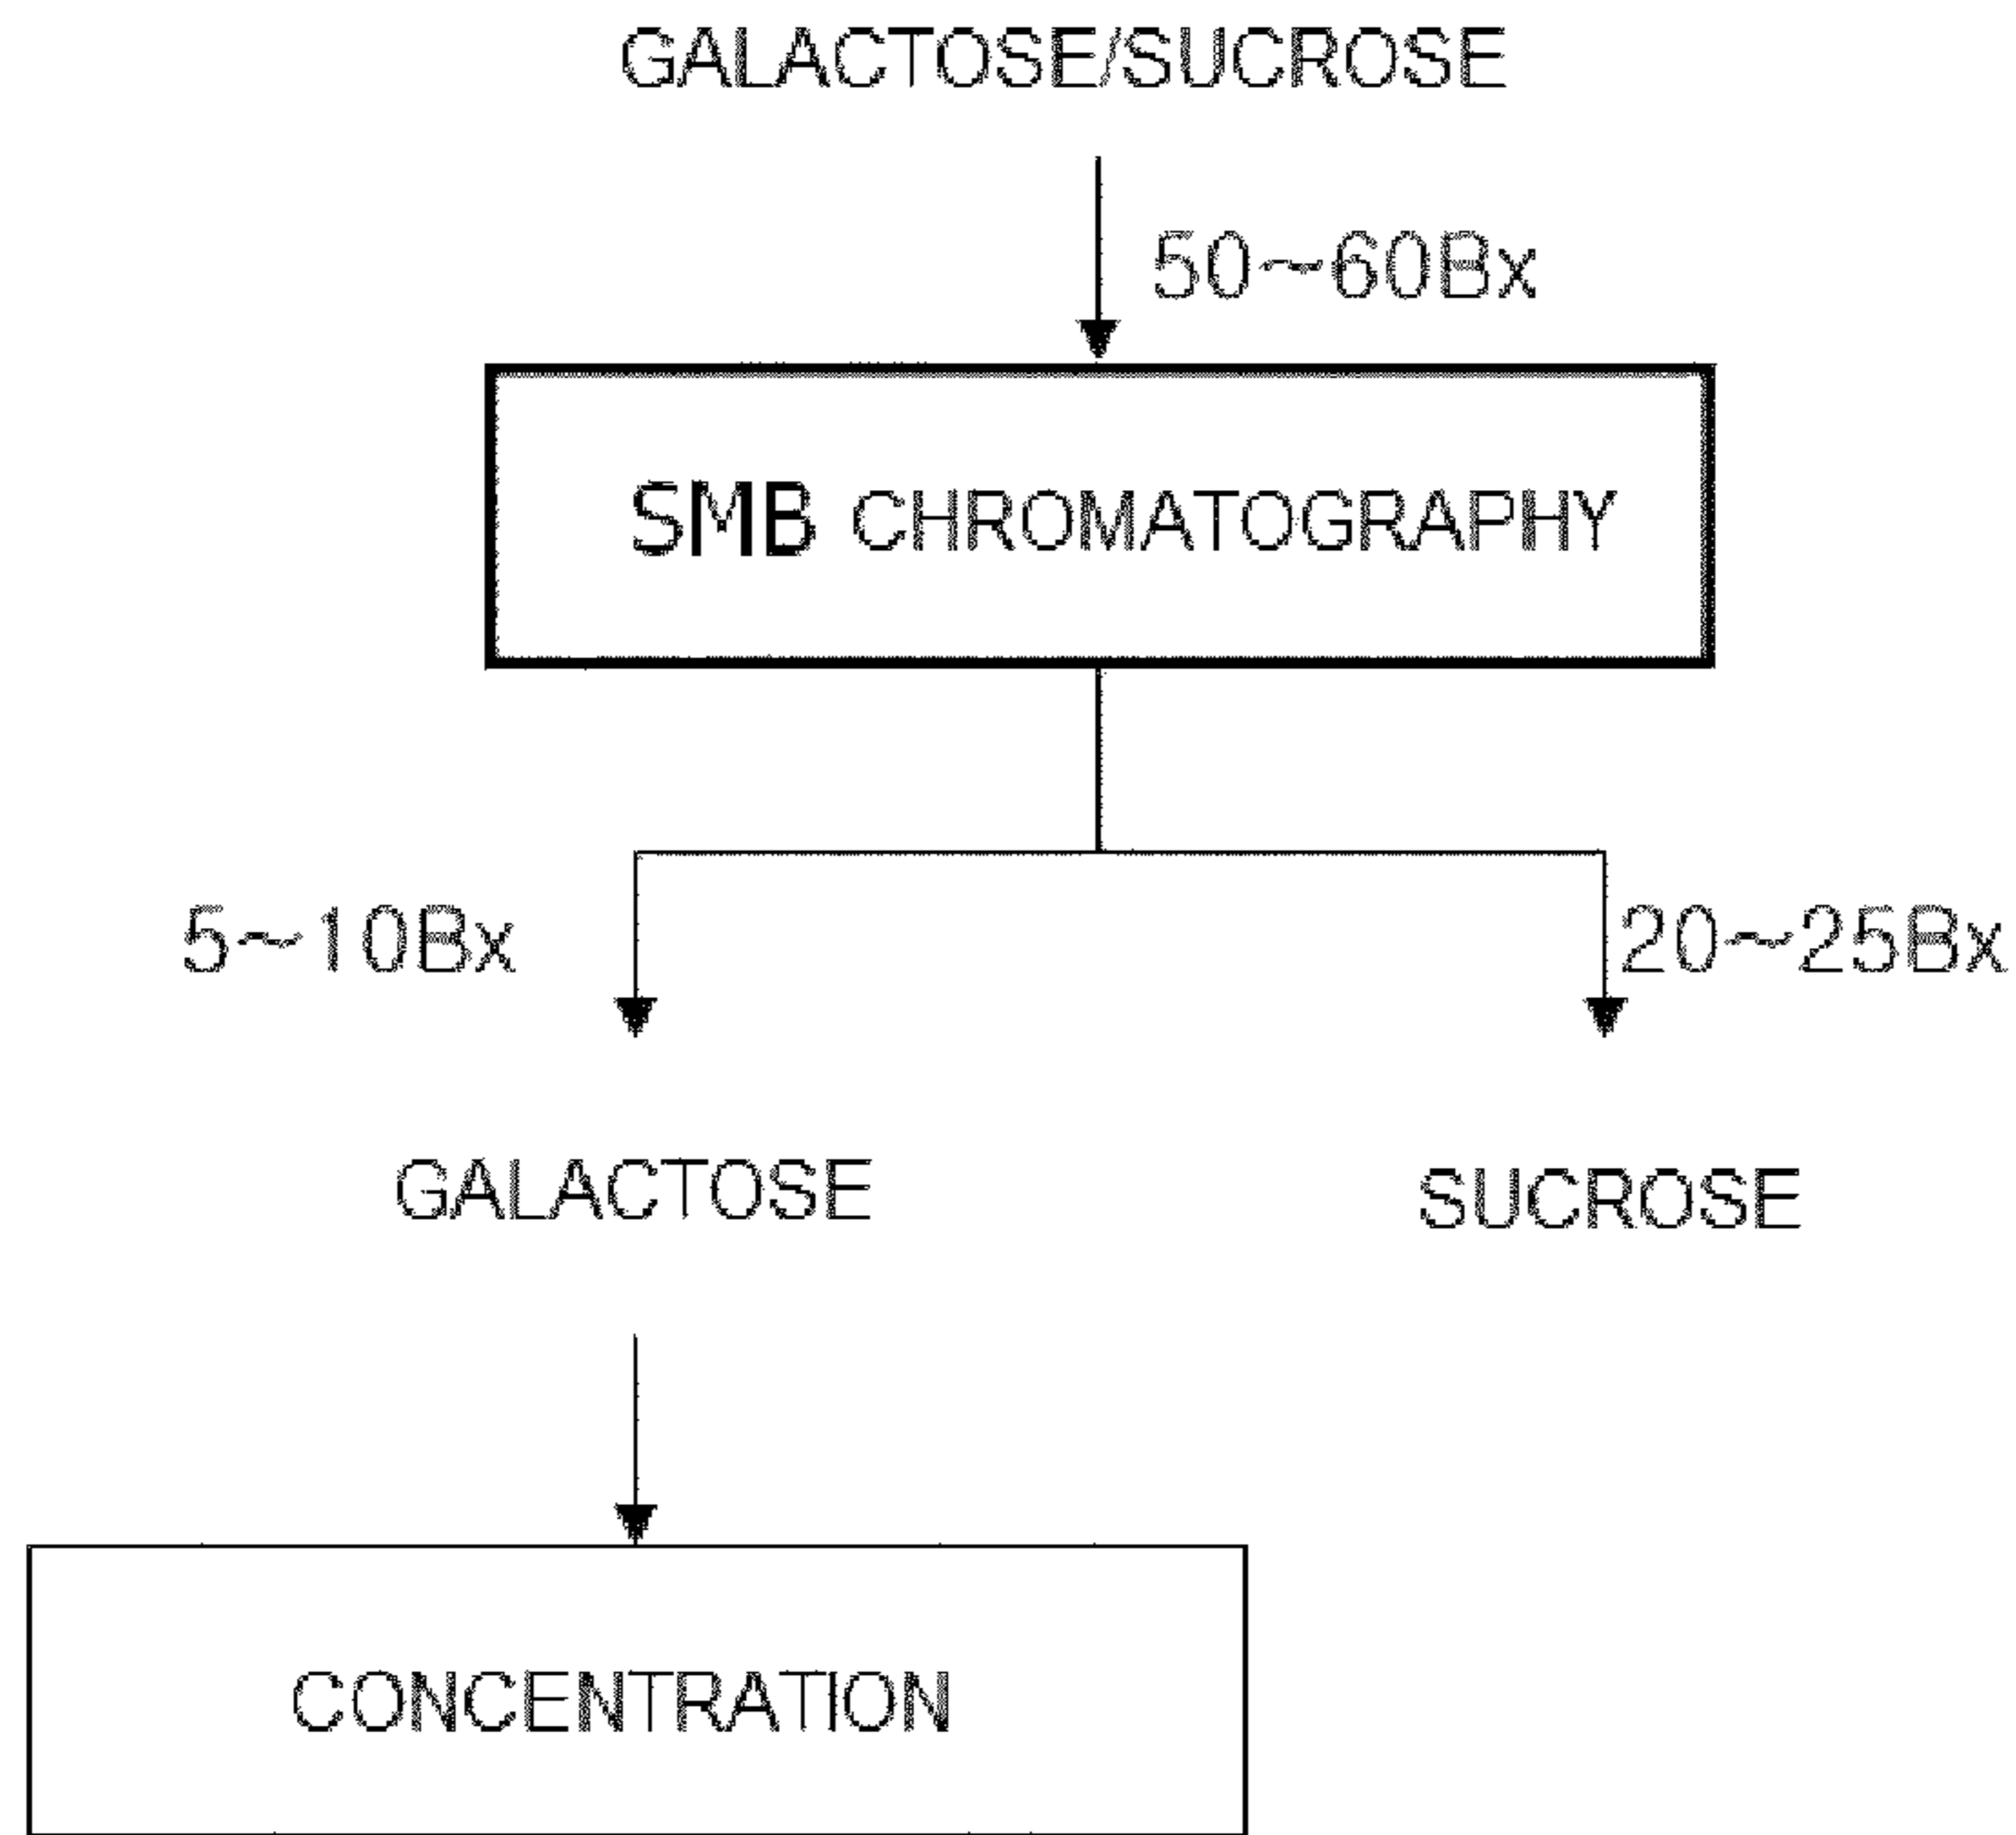 GALACTOSE/SUCROSE
50~60Bx
SMB CHROMATOGRAPHY
5~10Bx
20~25Bx
GALACTOSE
SUCROSE
CONCENTRATION